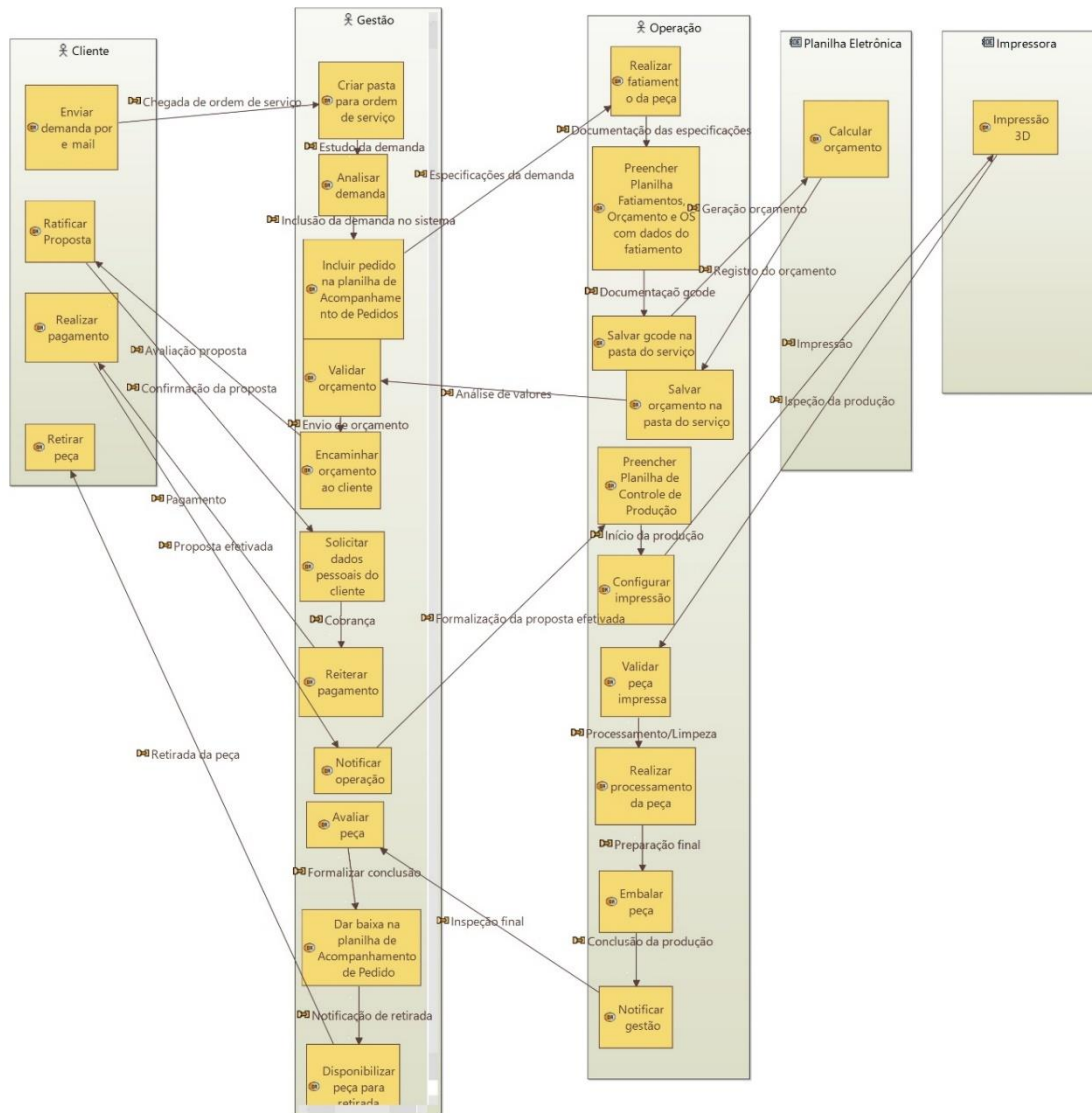 Cliente
Enviar
demanda por
e mail
Ratificar
Proposta
Realizar
pagamento
Retirar
peça
Chegada de ordem de serviço
Avaliação proposta
Confirmação da proposta
Pagamento
Proposta efetivada
Retirada da peça
Gestão
Criar pasta
para ordem
de serviço
Estudo da demanda
Analisar
demanda
Inclusão da demanda no sistema
Incluir pedido
na planilha de
Acompanhame
nto de Pedidos
Validar
orçamento
Envio de orçamento
Encaminhar
orçamento
ao cliente
Solicitar
dados
pessoais do
cliente
Cobrança
Reiterar
pagamento
Notificar
operação
Avaliar
peça
Formalizar conclusão
Dar baixa na
planilha de
Acompanhamento
de Pedido
Notificação de retirada
Disponibilizar
peça para
retirada
Especificações da demanda
Análise de valores
Formalização da proposta efetivada
Inspeção final
Operação
Realizar
fatiamen
to da peça
Documentação das especificações
Preencher
Planilha
Fatiamentos,
Orçamento e OS
com dados do
fatiamento
Documentaçaõ gcode
Salvar gcode na
pasta do serviço
Salvar
orçamento na
pasta do serviço
Preencher
Planilha de
Controle de
Produção
Início da produção
Configurar
impressão
Validar
peça
impressa
Processamento/Limpeza
Realizar
processamento
da peça
Preparação final
Embalar
peça
Conclusão da produção
Notificar
gestão
Geração orçamento
Registro do orçamento
Planilha Eletrônica
Calcular
orçamento
Impressão
Ispeção da produção
Impressora
Impressão
3D